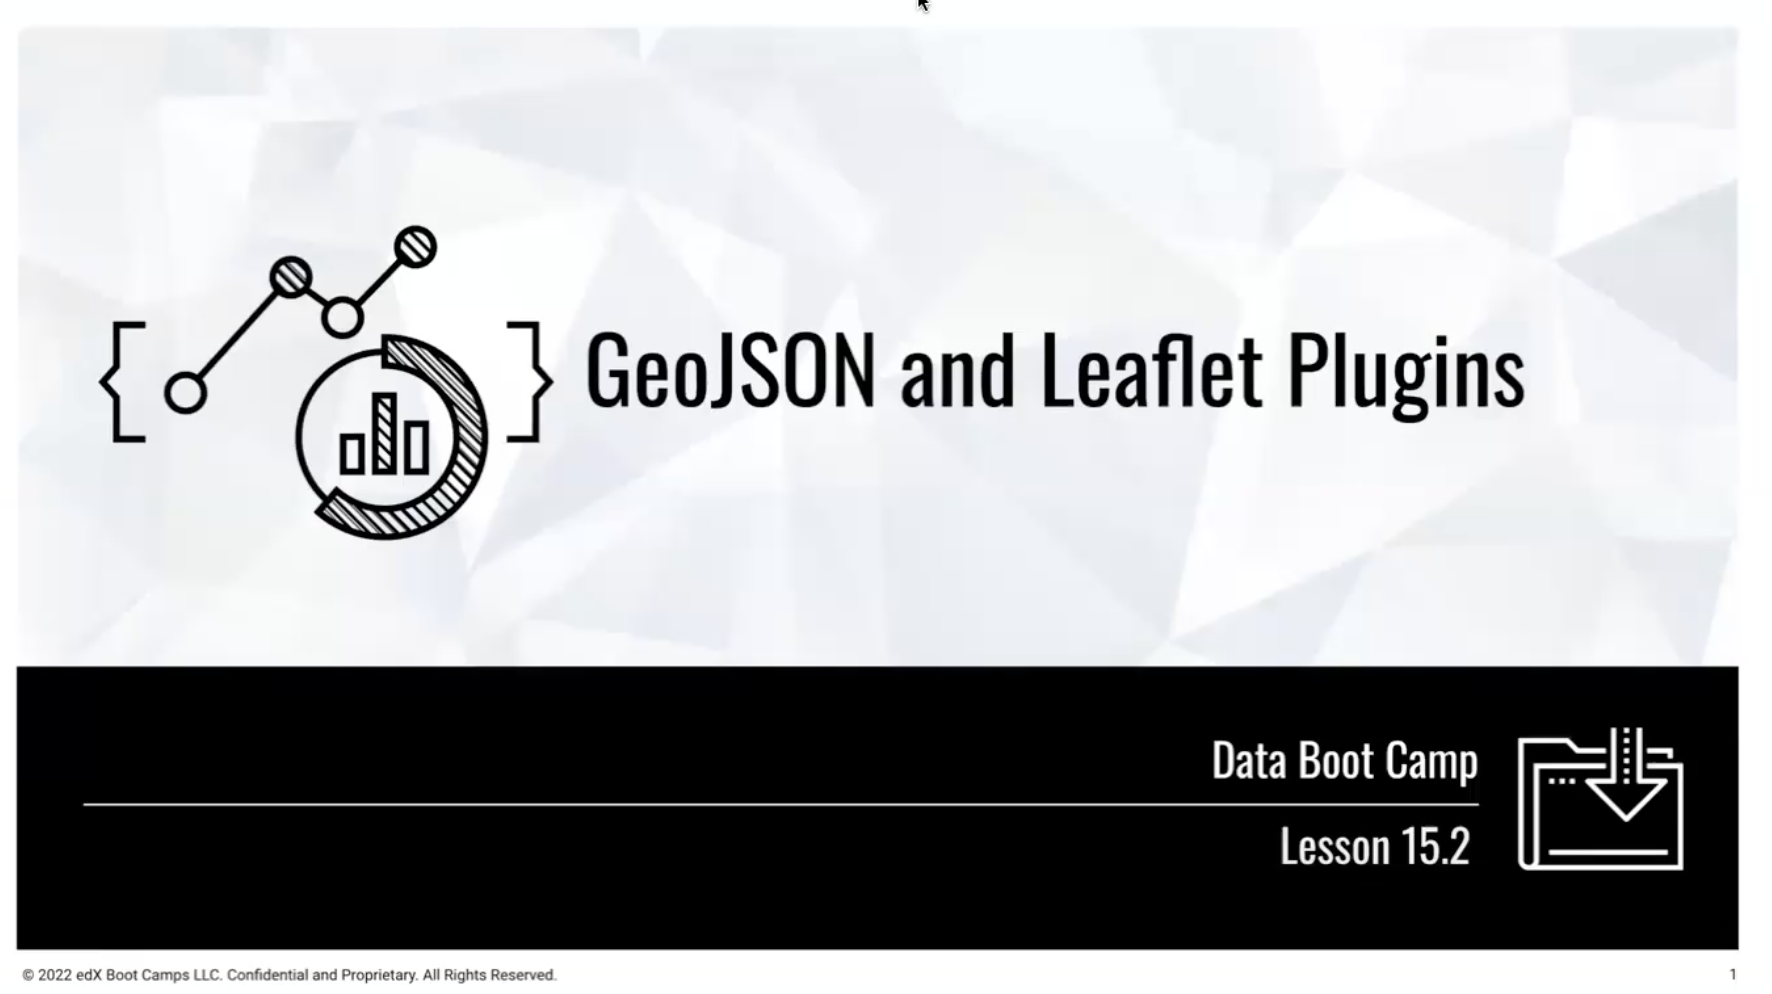 GeoJSON and Leaflet Plugins
Data Boot Camp
Lesson 15.2
© 2022 edX Boot Camps LLC. Confidential and Proprietary. All Rights Reserved.
1